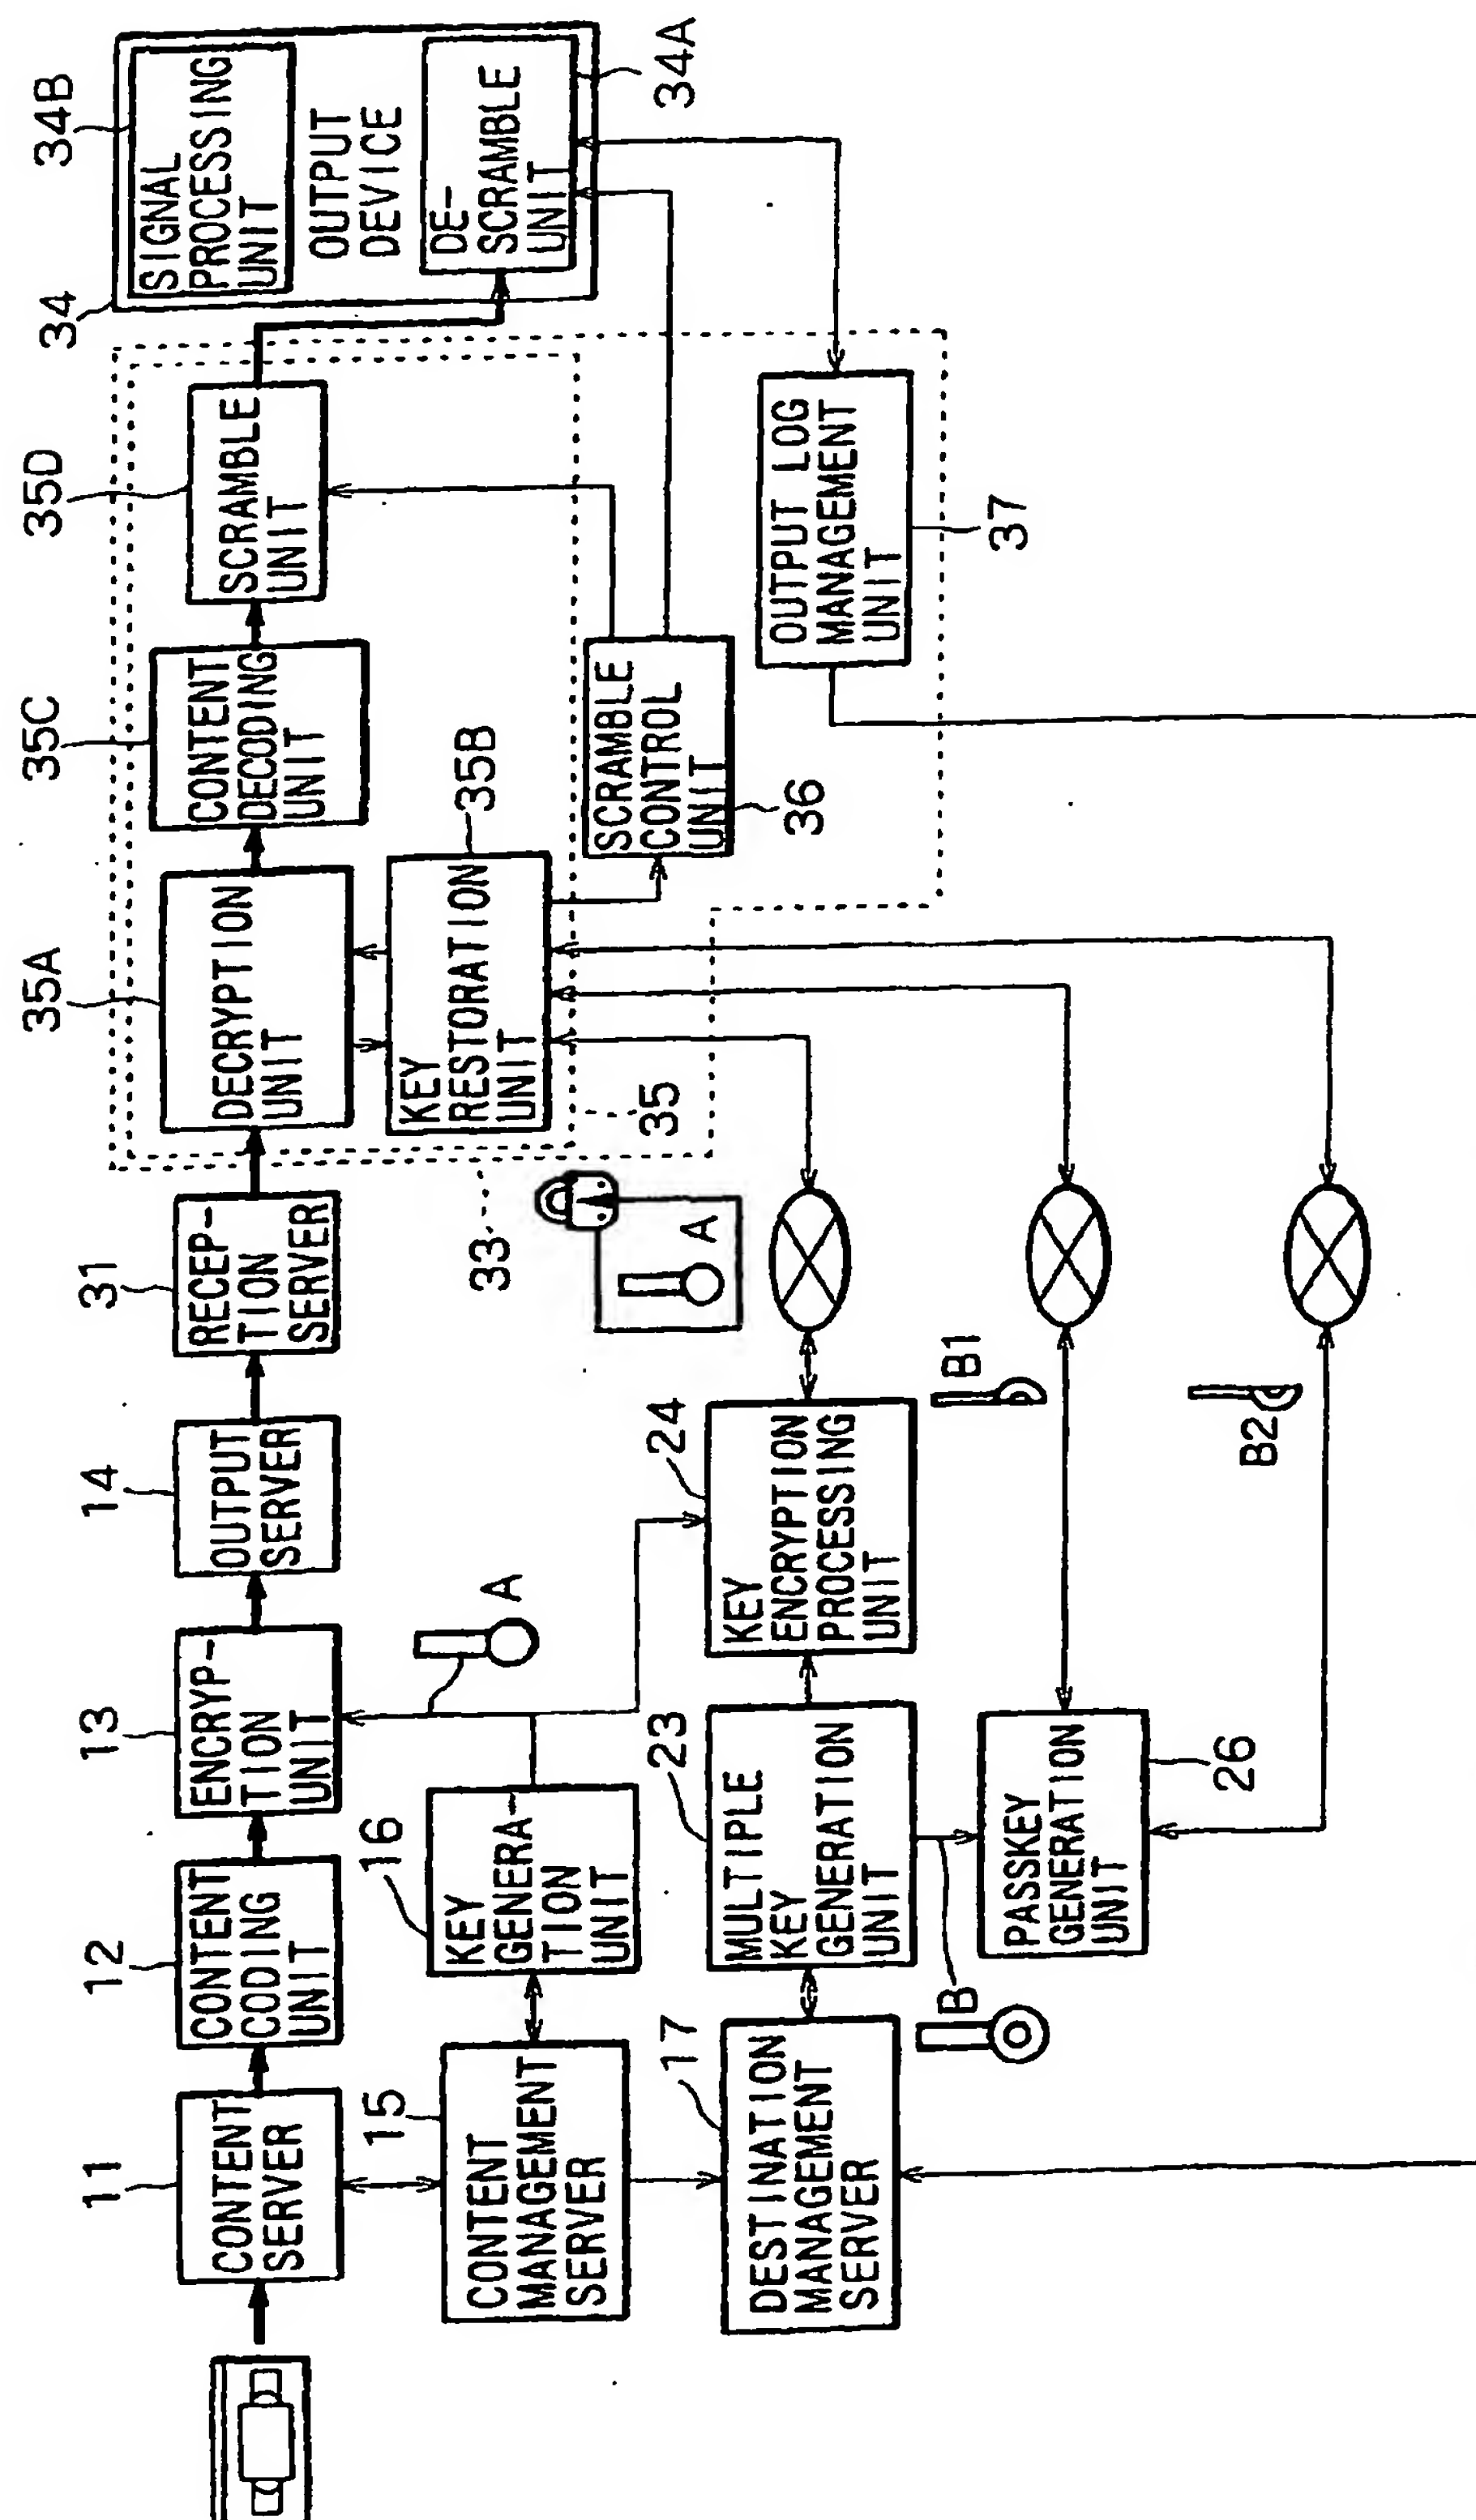 11
CONTENT
SERVER
12
CONTENT
CODING
UNIT
13
ENCRYP-
TION
UNIT
14
OUTPUT
SERVER
31
RECEP-
TION
SERVER
35A
DECRYPTION
UNIT
35C
CONTENT
DECODING
UNIT
35D
SCRAMBLE
UNIT
34
34B
SIGNAL
PROCESSING
UNIT
OUTPUT
DEVICE
DE-
SCRAMBLE
UNIT
34A
15
CONTENT
MANAGEMENT
SERVER
16
KEY
GENERA-
TION
UNIT
A
33
A
KEY
RESTORATION
UNIT
35B
35
SCRAMBLE
CONTROL
UNIT
36
OUTPUT LOG
MANAGEMENT
UNIT
37
17
DESTINATION
MANAGEMENT
SERVER
23
MULTIPLE
KEY
GENERATION
UNIT
24
KEY
ENCRYPTION
PROCESSING
UNIT
B
PASSKEY
GENERATION
UNIT
26
B1
B2